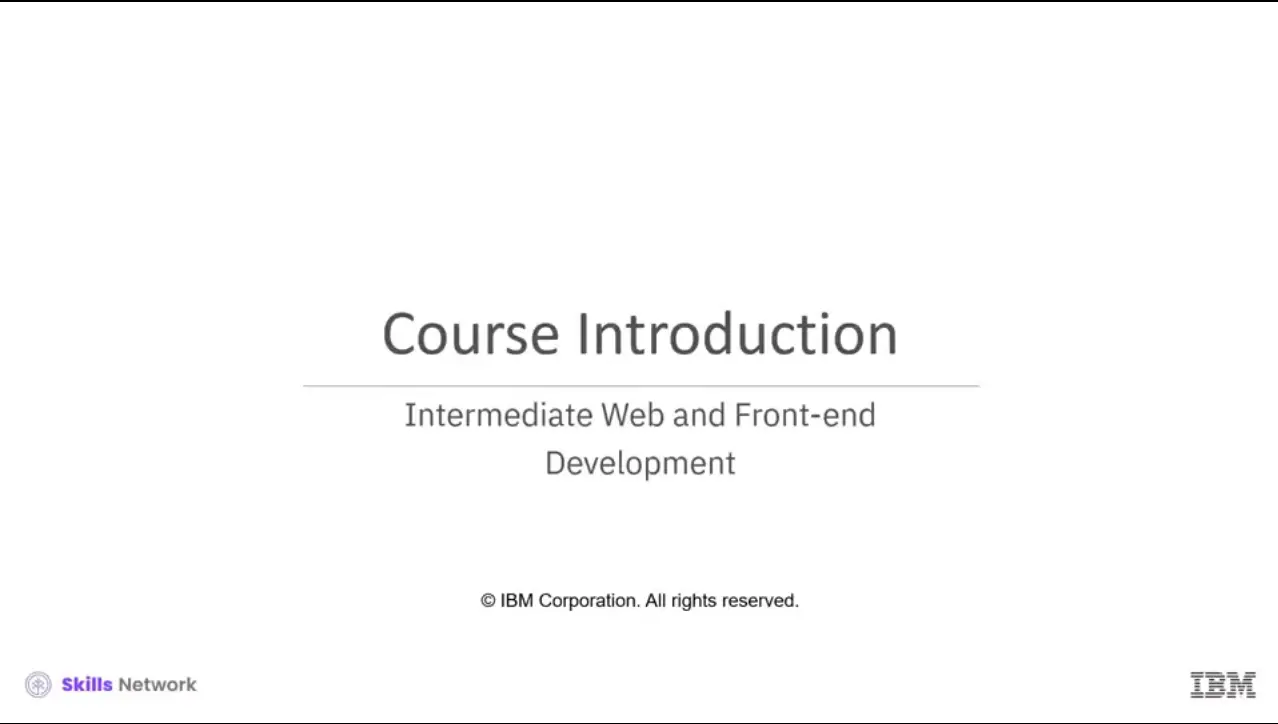 Course Introduction
Intermediate Web and Front-end
Development
© IBM Corporation. All rights reserved.
Skills Network
IBM